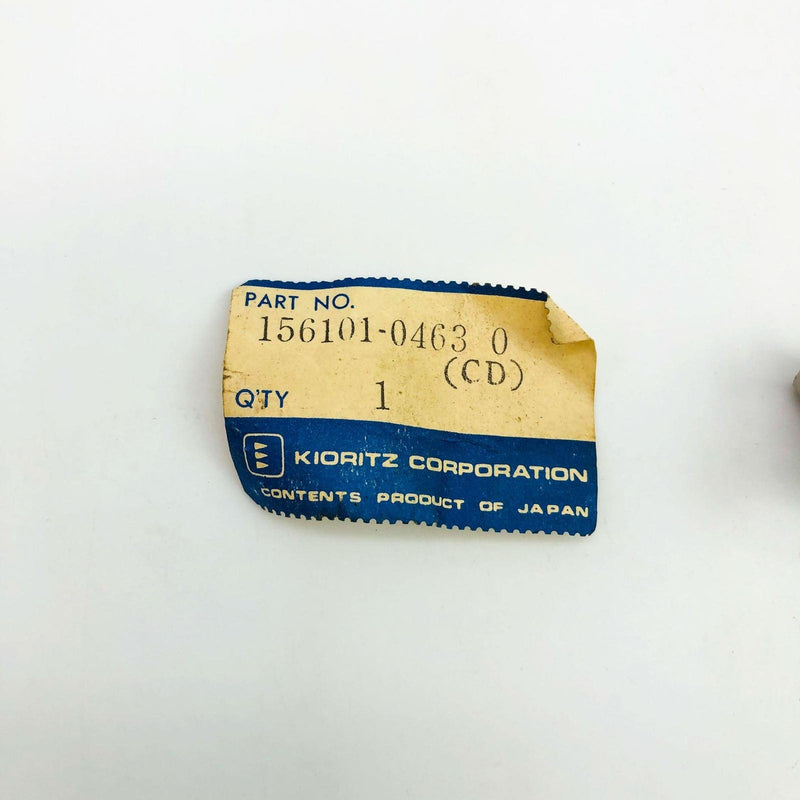 PART NO.
156101-0463 0
(CD)
Q'TY 1
KIORITZ CORPORATION
CONTENTS PRODUCT OF JAPAN